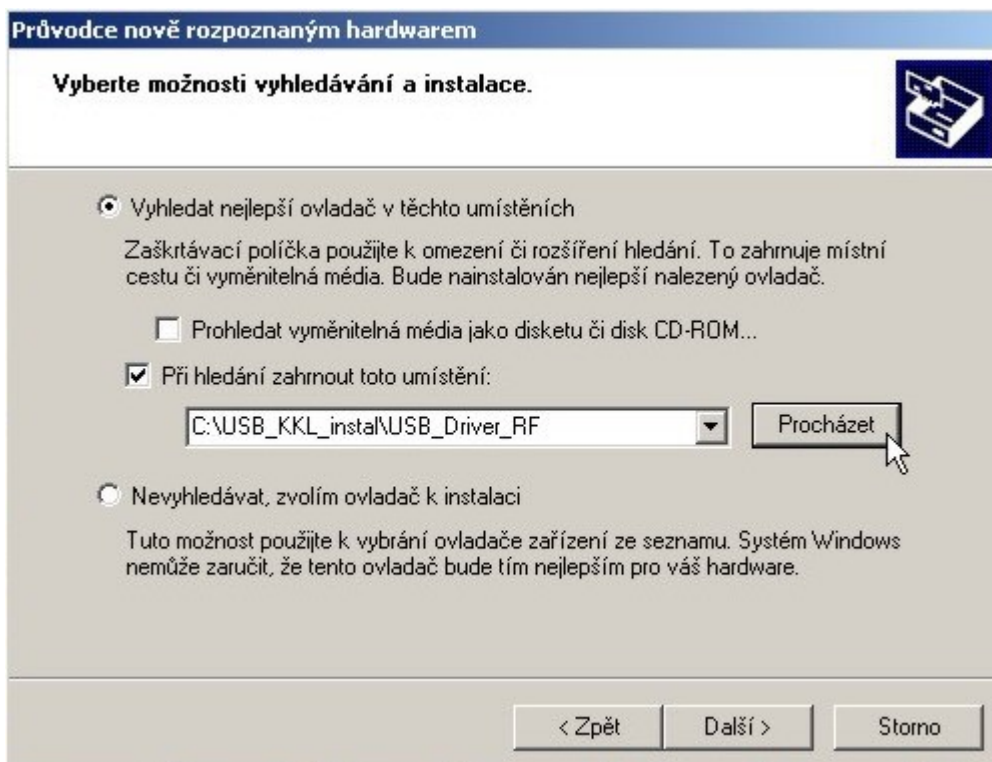 Průvodce nově rozpoznaným hardwarem
Vyberte možnosti vyhledávání a instalace.
Vyhledat nejlepší ovladač v těchto umístěních
Zaškrtávací políčka použijte k omezení či rozšíření hledání. To zahrnuje místní
cestu či vyměnitelná média. Bude nainstalován nejlepší nalezený ovladač.
Prohledat vyměnitelná média jako disketu či disk CD-ROM...
Při hledání zahrnout toto umístění:
C:\USB_KKL_instal\USB_Driver_RF
Procházet
Nevyhledávat, zvolím ovladač k instalaci
Tuto možnost použijte k vybrání ovladače zařízení ze seznamu. Systém Windows
nemůže zaručit, že tento ovladač bude tím nejlepším pro váš hardware.
< Zpět Další > Storno